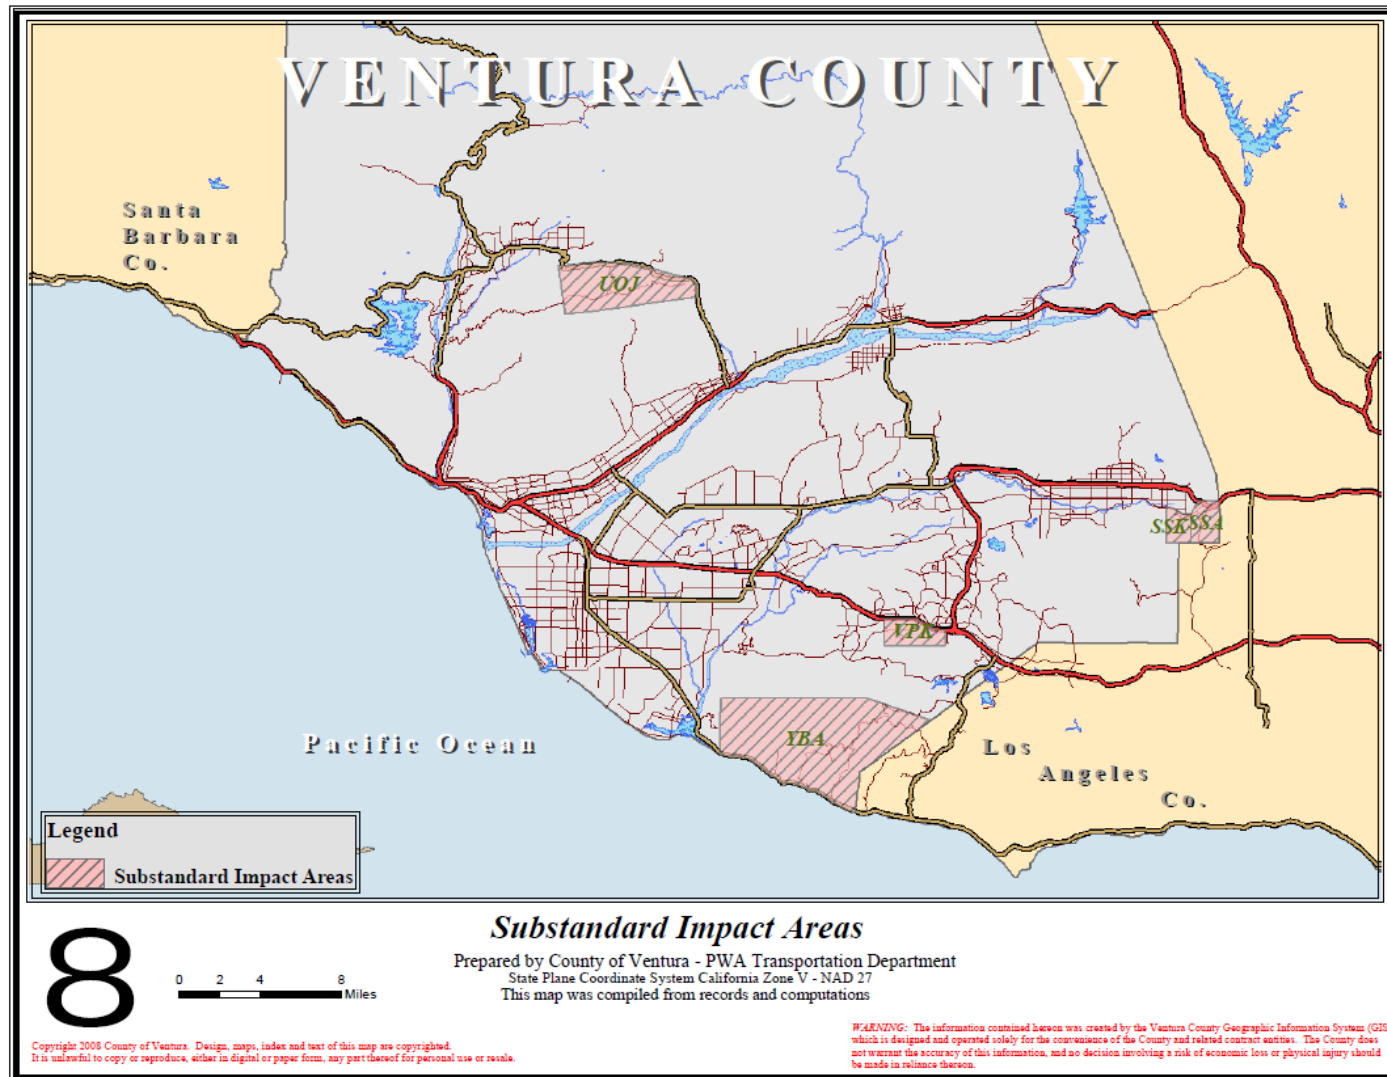 VENTURA COUNTY
Santa
Barbara
Co.
UOJ
SSK
SSA
VPK
YBA
Pacific Ocean
Los
Angeles
Co.
Legend
Substandard Impact Areas
8
Substandard Impact Areas
Prepared by County of Ventura - PWA Transportation Department
State Plane Coordinate System California Zone V - NAD 27
This map was compiled from records and computations
0 2 4 8
Miles
Copyright 2008 County of Ventura. Design, maps, index and text of this map are copyrighted.
It is unlawful to copy or reproduce, either in digital or paper form, any part thereof for personal use or resale.
WARNING: The information contained hereon was created by the Ventura County Geographic Information System (GIS
which is designed and operated solely for the convenience of the County and related contract entities. The County does
not warrant the accuracy of this information, and no decision involving a risk of economic loss or physical injury should
be made in reliance thereon.